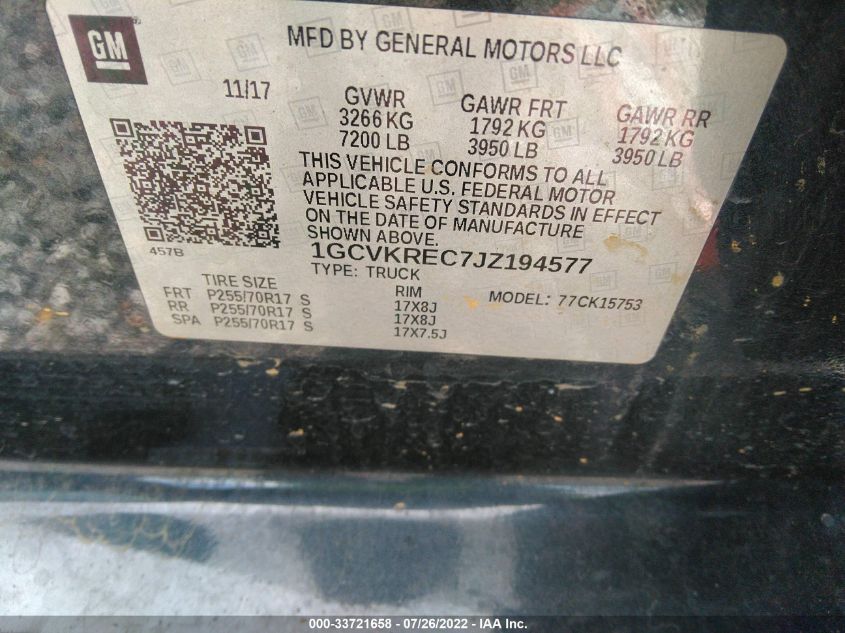 GM
MFD BY GENERAL MOTORS LLC
11/17
GVWR GAWR FRT GAWR RR
3266 KG 1792 KG 1792 KG
7200 LB 3950 LB 3950 LB
THIS VEHICLE CONFORMS TO ALL
APPLICABLE U.S. FEDERAL MOTOR
VEHICLE SAFETY STANDARDS IN EFFECT
ON THE DATE OF MANUFACTURE
SHOWN ABOVE.
457B
1GCVKREC7JZ194577
TYPE: TRUCK
TIRE SIZE RIM MODEL: 77CK15753
FRT P255/70R17 S 17X8J
RR P255/70R17 S 17X8J
SPA P255/70R17 S 17X7.5J
000-33721658 - 07/26/2022 - IAA Inc.